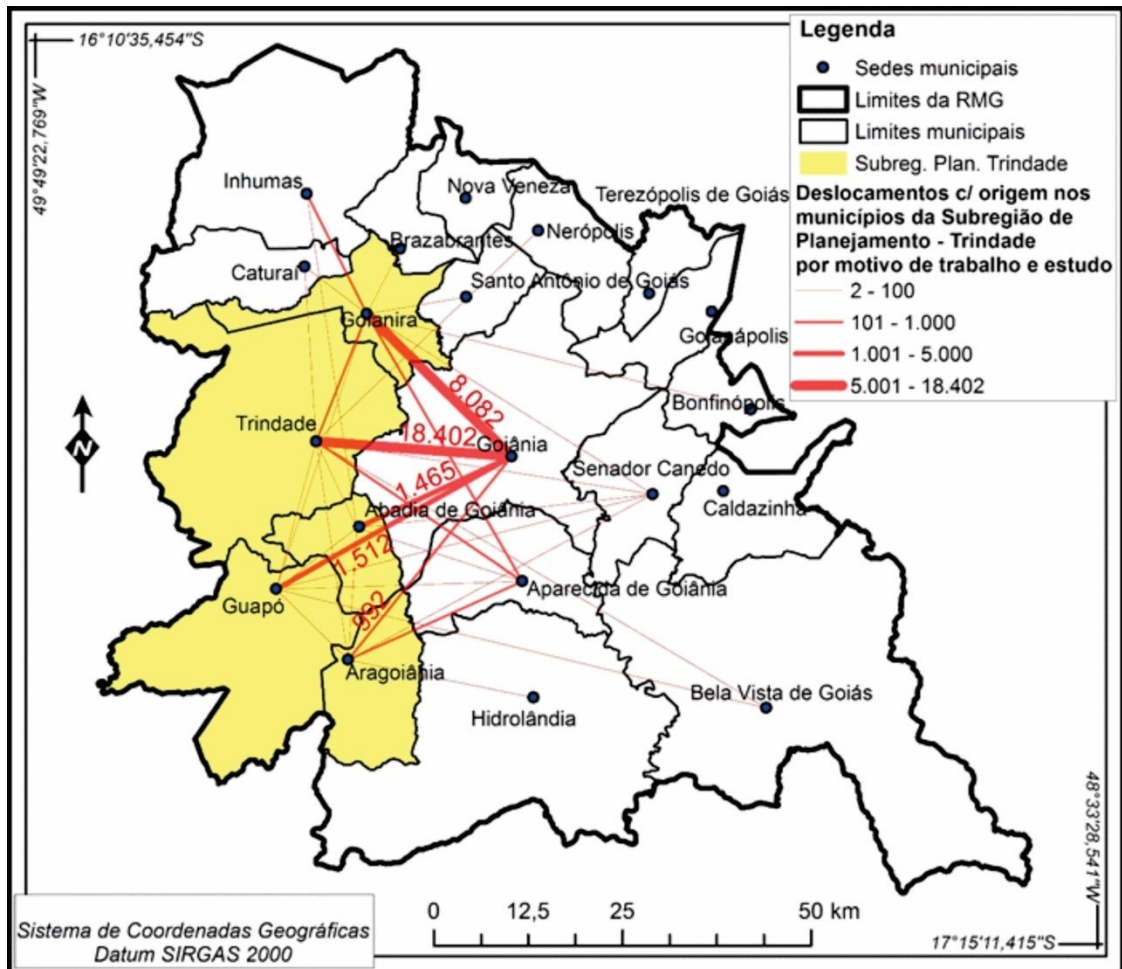 16°10'35,454"S
49°49'22,769"W
Legenda
Sedes municipais
Limites da RMG
Limites municipais
Subreg. Plan. Trindade
Deslocamentos c/ origem nos
municípios da Subregião de
Planejamento - Trindade
por motivo de trabalho e estudo
2 - 100
101 - 1.000
1.001 - 5.000
5.001 - 18.402
Inhumas
Nova Veneza
Terezópolis de Goiás
Brazabrantes
Nerópolis
Caturaí
Santo Antônio de Goiás
Goianira
Goianápolis
8.082
Bonfinópolis
Trindade
18.402
Goiânia
1.465
Senador Canedo
Caldazinha
Abadia de Goiânia
1.512
Guapó
Aparecida de Goiânia
992
Aragoiânia
Bela Vista de Goiás
Hidrolândia
N
48°33'28,541"W
17°15'11,415"S
0 12,5 25 50 km
Sistema de Coordenadas Geográficas
Datum SIRGAS 2000